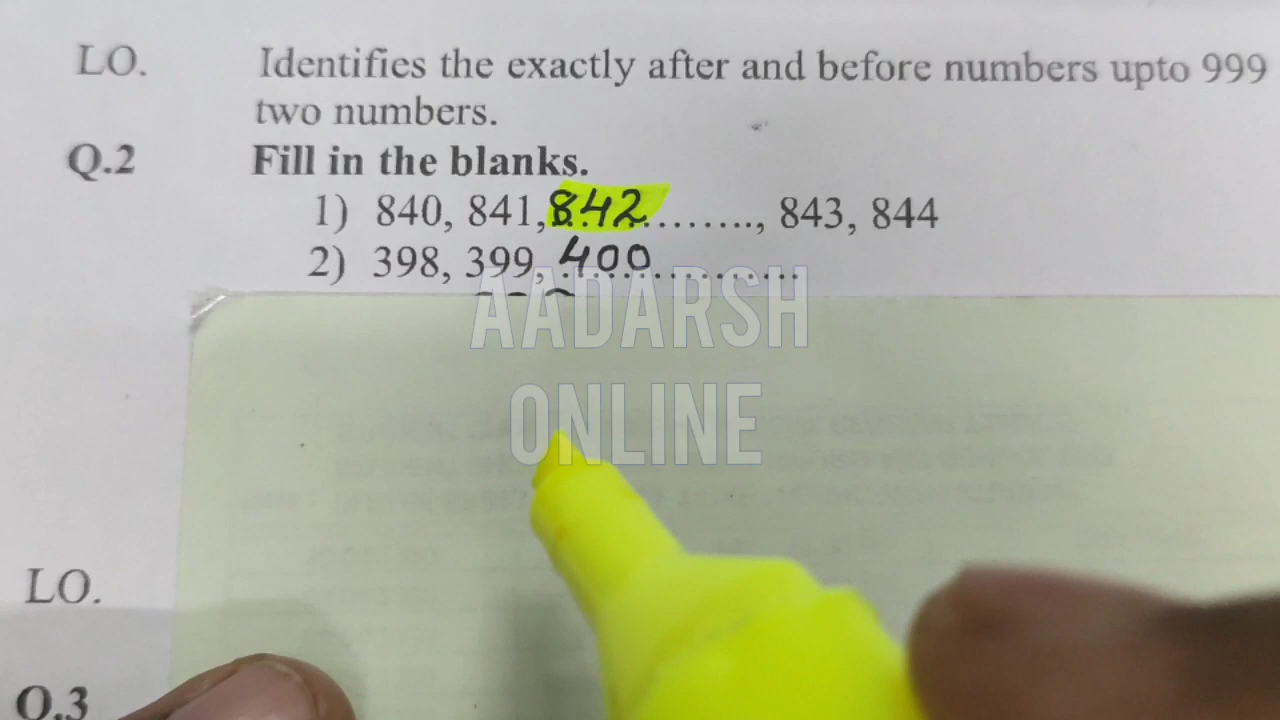 LO. Identifies the exactly after and before numbers upto 999
two numbers.
Q.2 Fill in the blanks.
1) 840, 841, 842 ........, 843, 844
2) 398, 399, 400 ............
AADARSH
ONLINE
LO.
Q.3